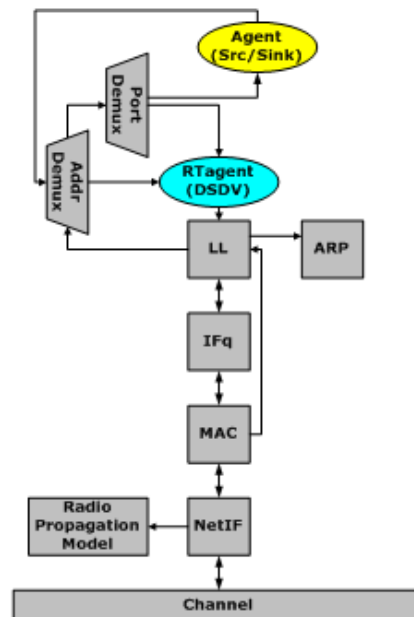 Agent
(Src/Sink)
Port
Demux
Addr
Demux
RTagent
(DSDV)
LL
ARP
IFq
MAC
Radio
Propagation
Model
NetIF
Channel